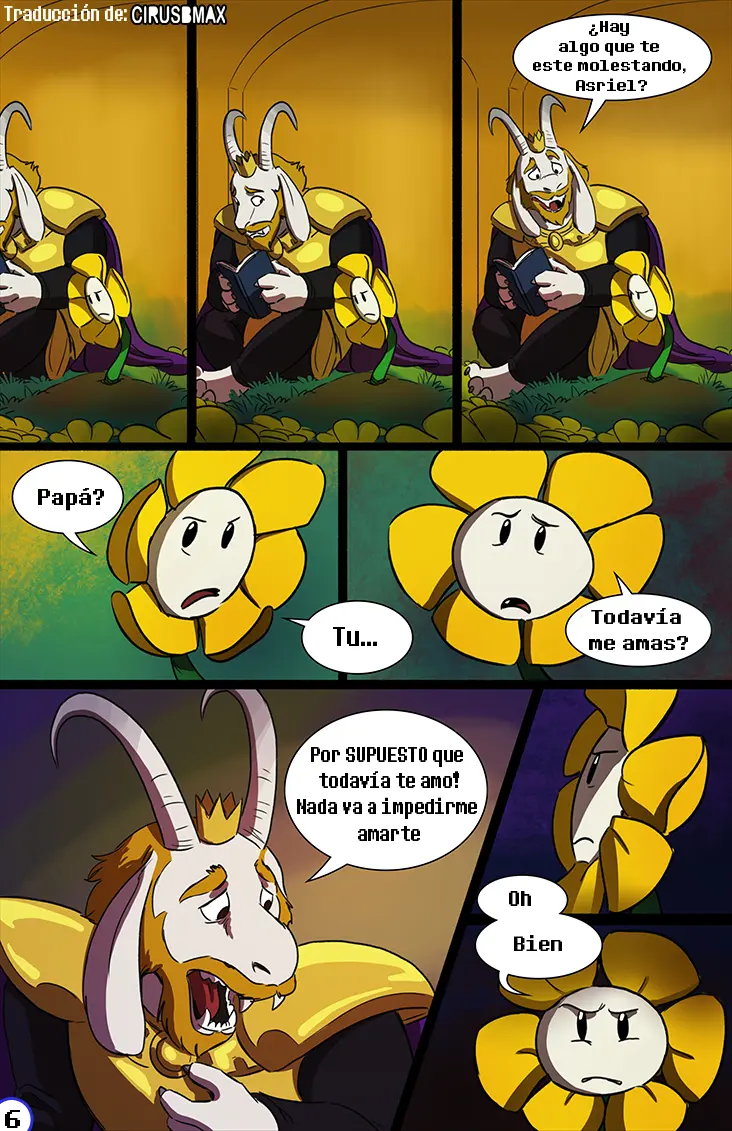 Traducción de: CIRUSBMAX
¿Hay
algo que te
este molestando,
Asriel?
Papá?
Tu...
Todavía
me amas?
Por SUPUESTO que
todavía te amo!
Nada va a impedirme
amarte
Oh
Bien
6